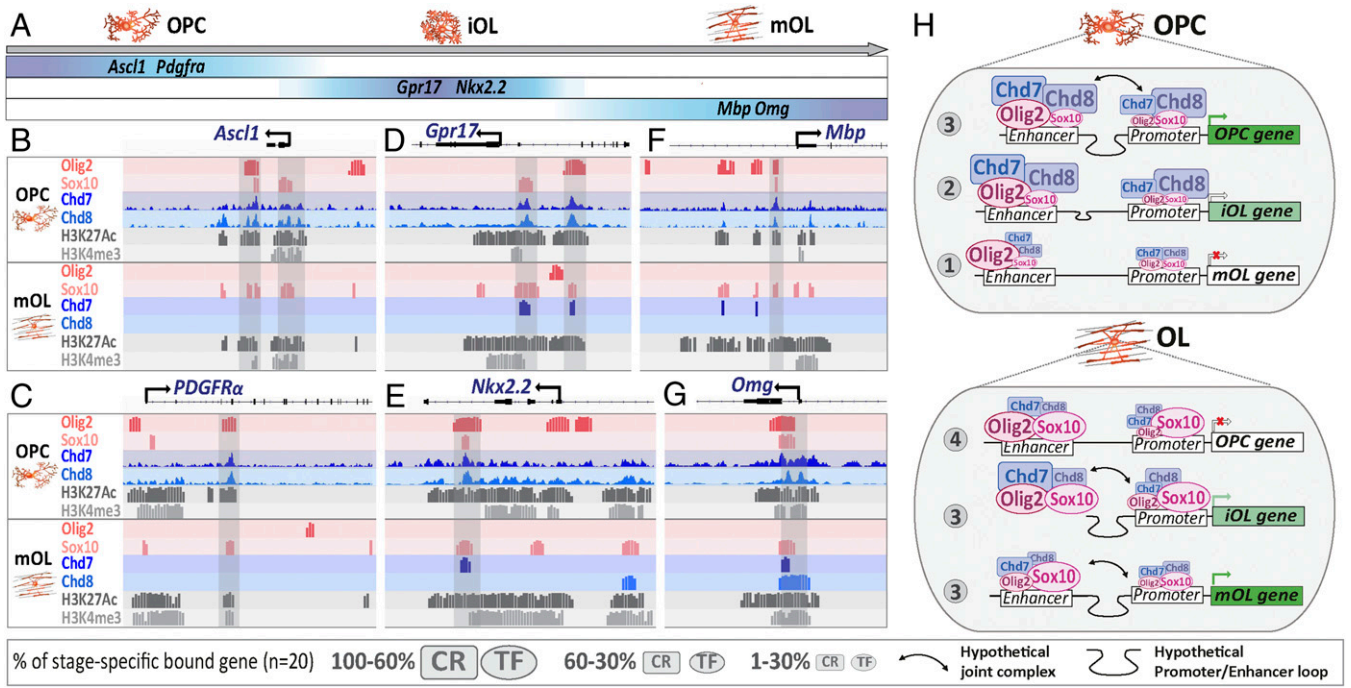 A
OPC
iOL
mOL
Ascl1 Pdgfra
Gpr17 Nkx2.2
Mbp Omg
B
Ascl1
D
Gpr17
F
Mbp
OPC
Olig2
Sox10
Chd7
Chd8
H3K27Ac
H3K4me3
mOL
Olig2
Sox10
Chd7
Chd8
H3K27Ac
H3K4me3
C
PDGFRα
E
Nkx2.2
G
Omg
OPC
Olig2
Sox10
Chd7
Chd8
H3K27Ac
H3K4me3
mOL
Olig2
Sox10
Chd7
Chd8
H3K27Ac
H3K4me3
H
OPC
3
Chd7
Chd8
Olig2
Sox10
Enhancer
Chd7
Chd8
Olig2
Sox10
Promoter
OPC gene
2
Chd7
Chd8
Olig2
Sox10
Enhancer
Chd7
Chd8
Olig2
Sox10
Promoter
iOL gene
1
Chd7
Chd8
Olig2
Sox10
Enhancer
Chd7
Chd8
Olig2
Sox10
Promoter
mOL gene
OL
4
Chd7
Chd8
Olig2
Sox10
Enhancer
Chd8
Chd7
Olig2
Sox10
Promoter
OPC gene
3
Chd7
Chd8
Olig2
Sox10
Chd8
Chd7
Olig2
Sox10
Promoter
iOL gene
3
Chd8
Chd7
Olig2
Sox10
Enhancer
Chd7
Chd8
Olig2
Sox10
Promoter
mOL gene
% of stage-specific bound gene (n=20)
100-60% CR TF
60-30% CR TF
1-30% CR TF
Hypothetical
joint complex
Hypothetical
Promoter/Enhancer loop